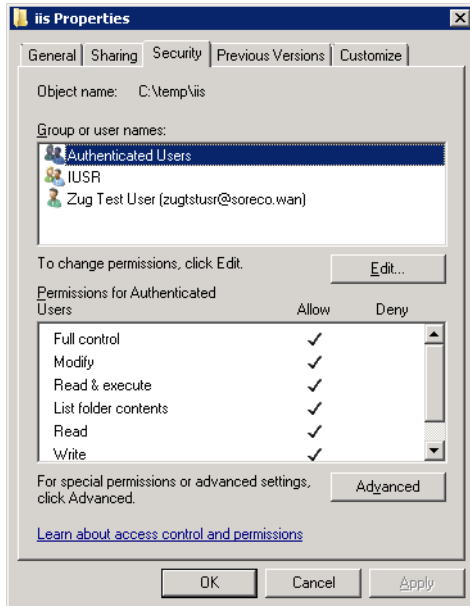 iis Properties
General Sharing Security Previous Versions Customize
Object name: C:\temp\iis
Group or user names:
Authenticated Users
IUSR
Zug Test User (zugtstusr@soreco.wan)
To change permissions, click Edit.
Edit...
Permissions for Authenticated
Users Allow Deny
Full control
Modify
Read & execute
List folder contents
Read
Write
For special permissions or advanced settings,
click Advanced.
Advanced
Learn about access control and permissions
OK Cancel Apply